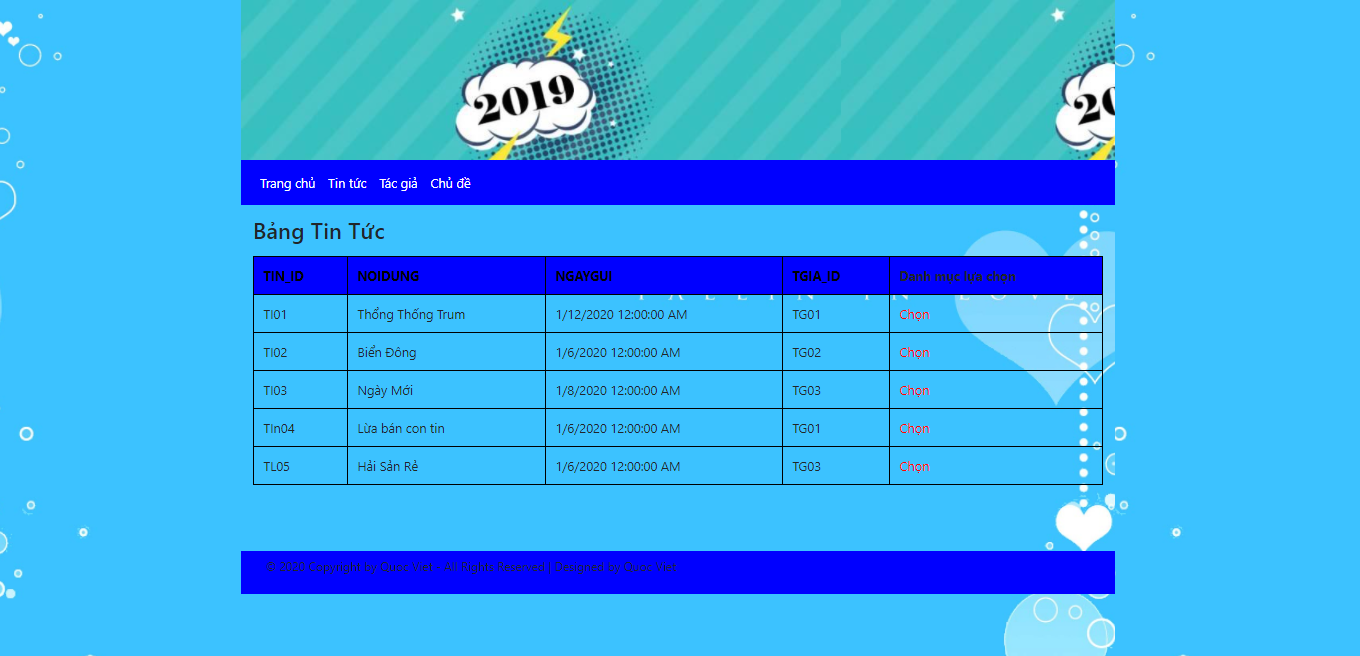 2019
20
Trang chủ Tin tức Tác giả Chủ đề
Bảng Tin Tức
TIN_ID NOIDUNG NGAYGUI TGIA_ID Danh mục lựa chọn
FALLIN IN LOVE
TI01 Thống Thống Trum 1/12/2020 12:00:00 AM TG01 Chọn
TI02 Biển Đông 1/6/2020 12:00:00 AM TG02 Chọn
TI03 Ngày Mới 1/8/2020 12:00:00 AM TG03 Chọn
TIn04 Lừa bán con tin 1/6/2020 12:00:00 AM TG01 Chọn
TL05 Hải Sản Rẻ 1/6/2020 12:00:00 AM TG03 Chọn
Copyright by Quoc Viet - All Rights Reserved | Designed by Quoc Viet